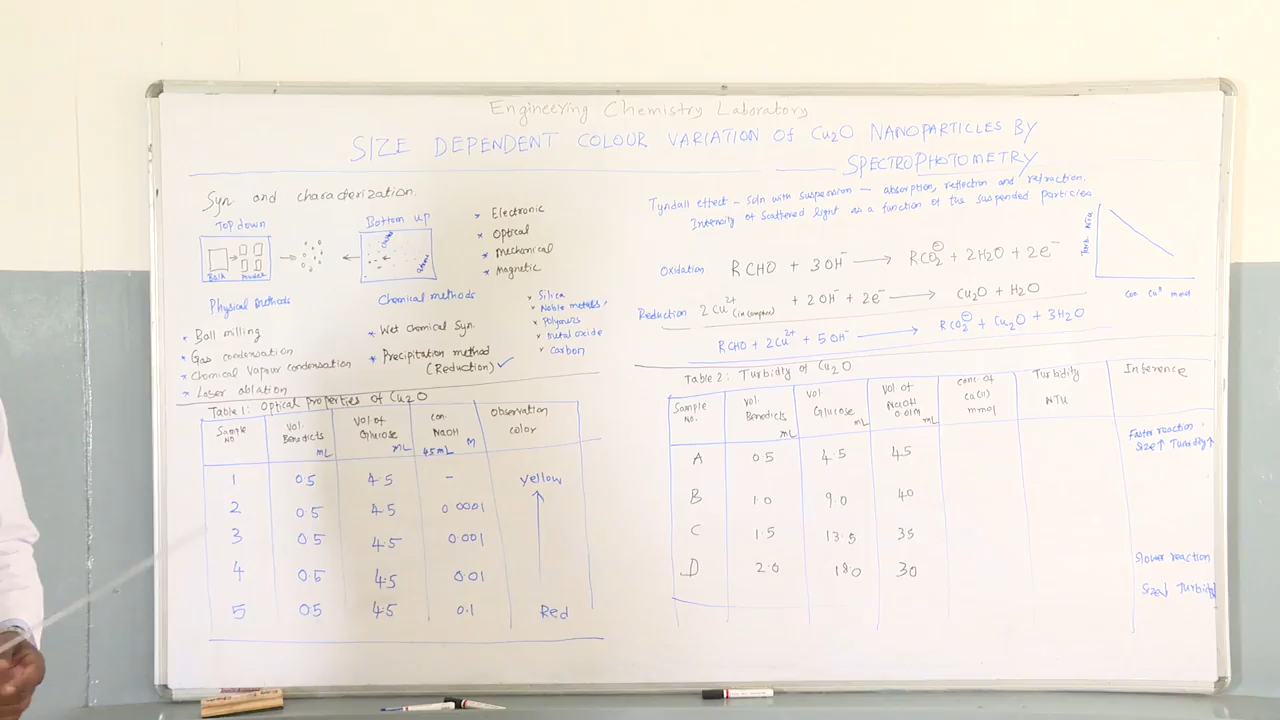 Engineering Chemistry Laboratory
SIZE DEPENDENT COLOUR VARIATION of Cu2O NANOPARTICLES BY
SPECTROPHOTOMETRY
Syn and characterization.
Top down
Bottom up
Bulk
Powder
* Electronic
* Optical
* Mechanical
* Magnetic
Physical Methods
* Ball milling
* Gas condensation
* Chemical Vapour condensation
* Laser ablation
Chemical methods
* Wet Chemical Syn.
* Precipitation method
(Reduction) ✓
* Silica
* Noble metals,
* Polymers
* Metal oxide
* Carbon
Tyndall effect - Soln with suspension - absorption, reflection and refraction.
Intensity of scattered light as a function of the suspended particles
Oxidation RCHO + 3OH⁻ → RCO2⊖ + 2H2O + 2e⁻
Reduction 2Cu²⁺ (in complex) + 2OH⁻ + 2e⁻ → Cu2O + H2O
RCHO + 2Cu²⁺ + 5OH⁻ → RCO2⊖ + Cu2O + 3H2O
Table 1: Optical Properties of Cu2O
Sample No. | Vol. Benedicts mL | Vol of Glucose mL | con. NaOH M 45mL | Observation color
1 0.5 4.5 - yellow
2 0.5 4.5 0.0001
3 0.5 4.5 0.001
4 0.5 4.5 0.01
5 0.5 4.5 0.1 Red
Table 2: Turbidity of Cu2O
Sample No. | Vol. Benedicts mL | Vol. Glucose mL | Vol of NaOH 0.01M mL | conc. of Cu(II) mmol | Turbidity NTU | Inference
A 0.5 4.5 45 Faster reaction Size↑ Turbidity↑
B 1.0 9.0 40
C 1.5 13.5 35
D 2.0 18.0 30 Slower reaction
Size↓ Turbidity↓